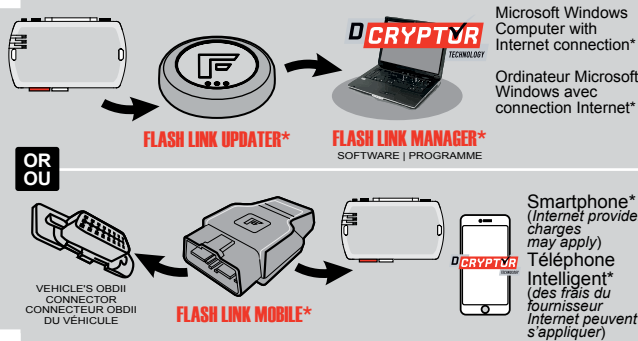 D CRYPTOR
TECHNOLOGY
Microsoft Windows
Computer with
Internet connection*
Ordinateur Microsoft
Windows avec
connection Internet*
FLASH LINK UPDATER*
FLASH LINK MANAGER*
SOFTWARE | PROGRAMME
OR
OU
VEHICLE'S OBDII
CONNECTOR
CONNECTEUR OBDII
DU VÉHICULE
FLASH LINK MOBILE*
D CRYPTOR
TECHNOLOGY
Smartphone*
(Internet provide
charges
may apply)
Téléphone
Intelligent*
(des frais du
fournisseur
Internet peuvent
s'appliquer)